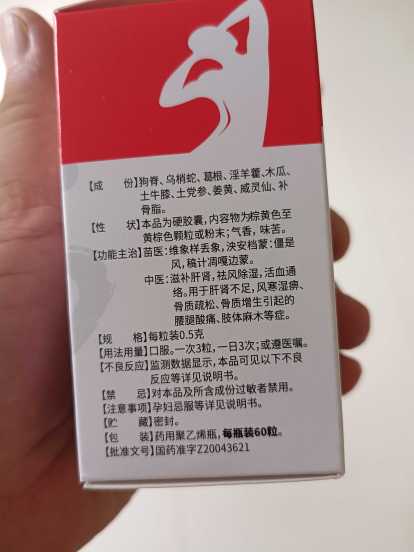 【成 份】狗脊、乌梢蛇、葛根、淫羊藿、木瓜、
土牛膝、土党参、姜黄、威灵仙、补
骨脂。
【性 状】本品为硬胶囊，内容物为棕黄色至
黄棕色颗粒或粉末；气香，味苦。
【功能主治】苗医：维象样丢象，泱安档蒙：僵是
风，稿计凋嘎边蒙。
中医：滋补肝肾，祛风除湿，活血通
络。用于肝肾不足，风寒湿痹、
骨质疏松、骨质增生引起的
腰腿酸痛、肢体麻木等症。
【规 格】每粒装0.5克
【用法用量】口服。一次3粒，一日3次；或遵医嘱。
【不良反应】监测数据显示，本品可见以下不良
反应等详见说明书。
【禁 忌】对本品及所含成份过敏者禁用。
【注意事项】孕妇忌服等详见说明书。
【贮 藏】密封。
【包 装】药用聚乙烯瓶，每瓶装60粒。
【批准文号】国药准字Z20043621